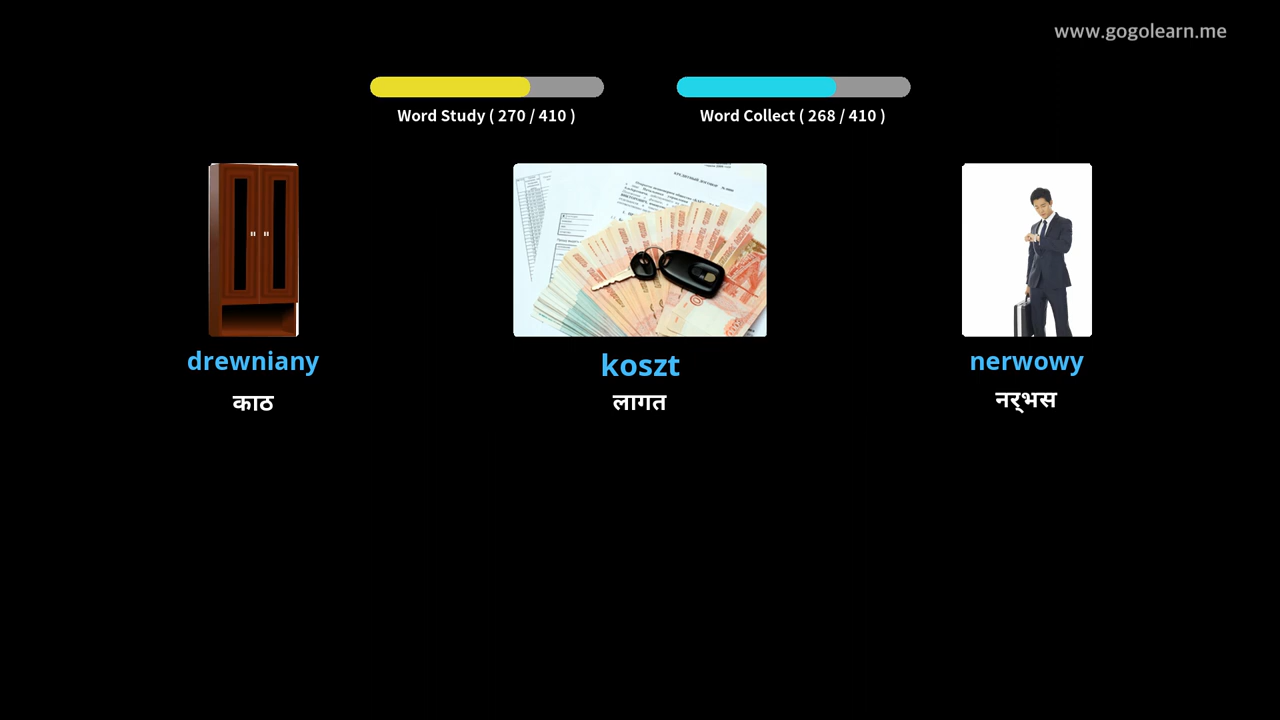 www.gogolearn.me
Word Study ( 270 / 410 )
Word Collect ( 268 / 410 )
drewniany
koszt
nerwowy
काठ
लागत
नर्‍भस